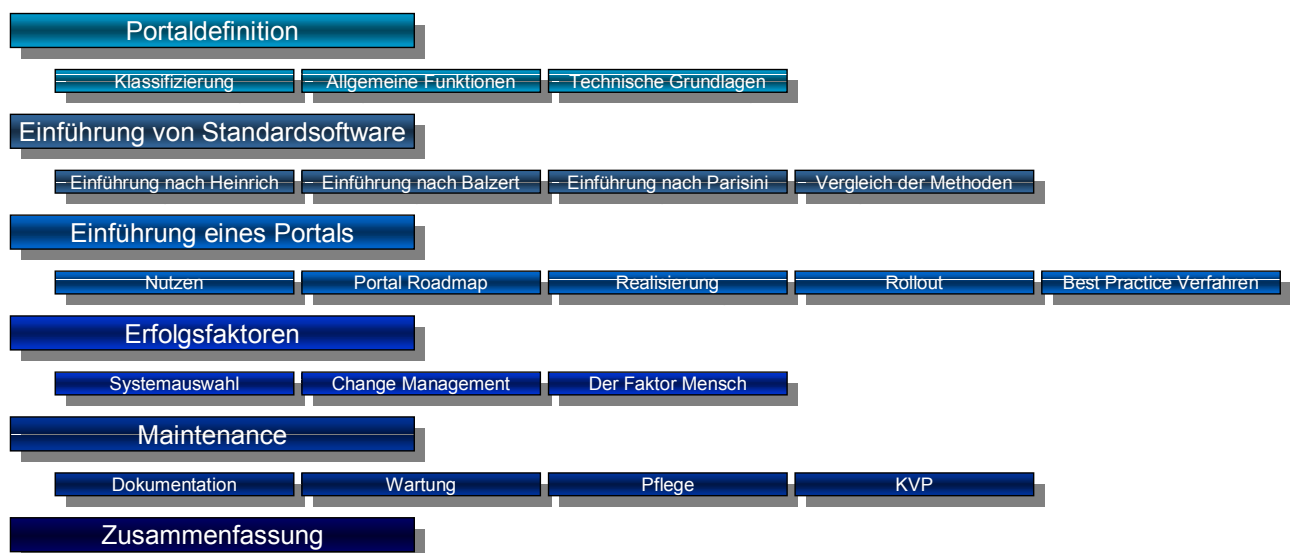 Portaldefinition
Klassifizierung Allgemeine Funktionen Technische Grundlagen
Einführung von Standardsoftware
Einführung nach Heinrich Einführung nach Balzert Einführung nach Parisini Vergleich der Methoden
Einführung eines Portals
Nutzen Portal Roadmap Realisierung Rollout Best Practice Verfahren
Erfolgsfaktoren
Systemauswahl Change Management Der Faktor Mensch
Maintenance
Dokumentation Wartung Pflege KVP
Zusammenfassung